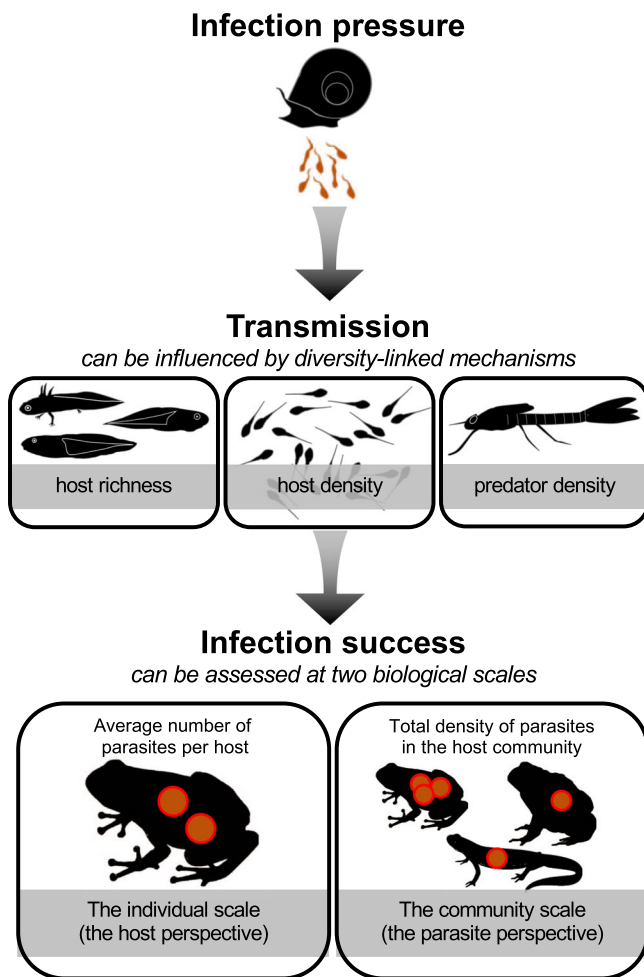 Infection pressure
Transmission
can be influenced by diversity-linked mechanisms
host richness
host density
predator density
Infection success
can be assessed at two biological scales
Average number of
parasites per host
Total density of parasites
in the host community
The individual scale
(the host perspective)
The community scale
(the parasite perspective)